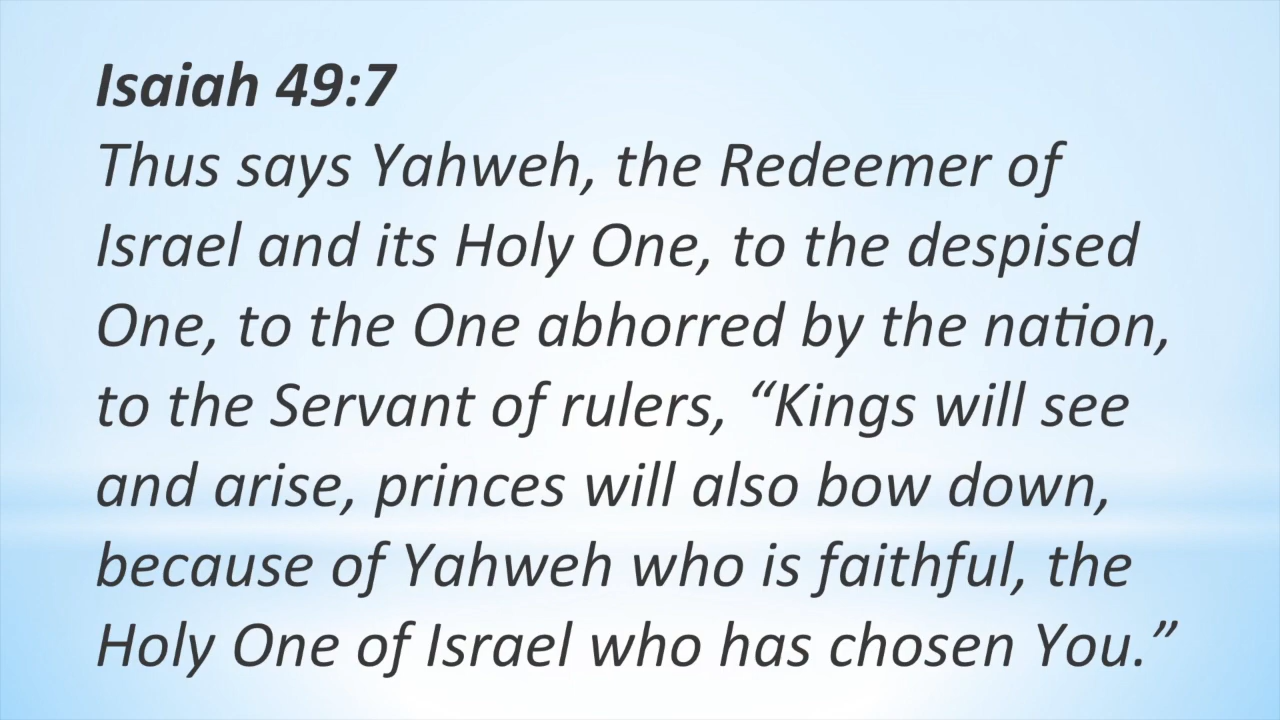 Isaiah 49:7
Thus says Yahweh, the Redeemer of
Israel and its Holy One, to the despised
One, to the One abhorred by the nation,
to the Servant of rulers, “Kings will see
and arise, princes will also bow down,
because of Yahweh who is faithful, the
Holy One of Israel who has chosen You.”